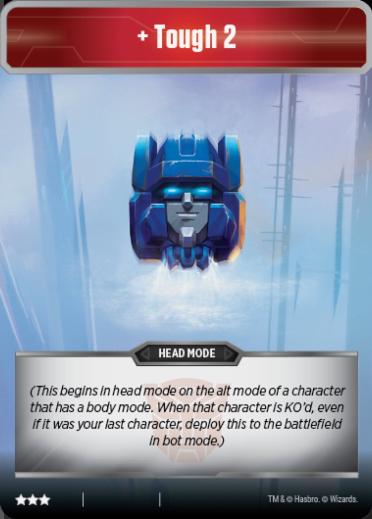 + Tough 2
HEAD MODE
(This begins in head mode on the alt mode of a character
that has a body mode. When that character is KO'd, even
if it was your last character, deploy this to the battlefield
in bot mode.)
TM & © Hasbro. © Wizards.